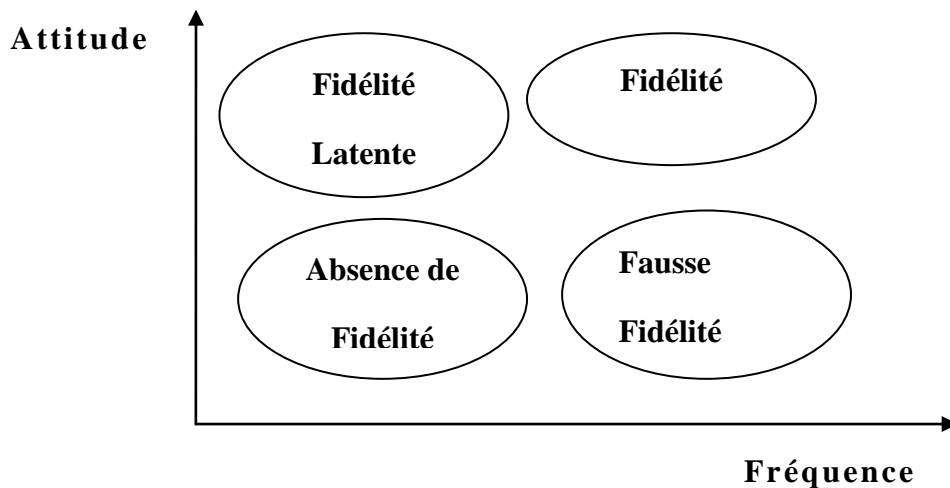 Attitude
Fidélité
Latente
Fidélité
Absence de
Fidélité
Fausse
Fidélité
Fréquence